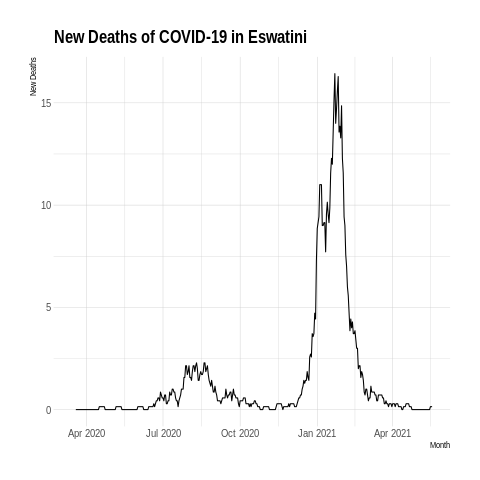 New Deaths of COVID-19 in Eswatini
New Deaths
15
10
5
0
Apr 2020 Jul 2020 Oct 2020 Jan 2021 Apr 2021
Month